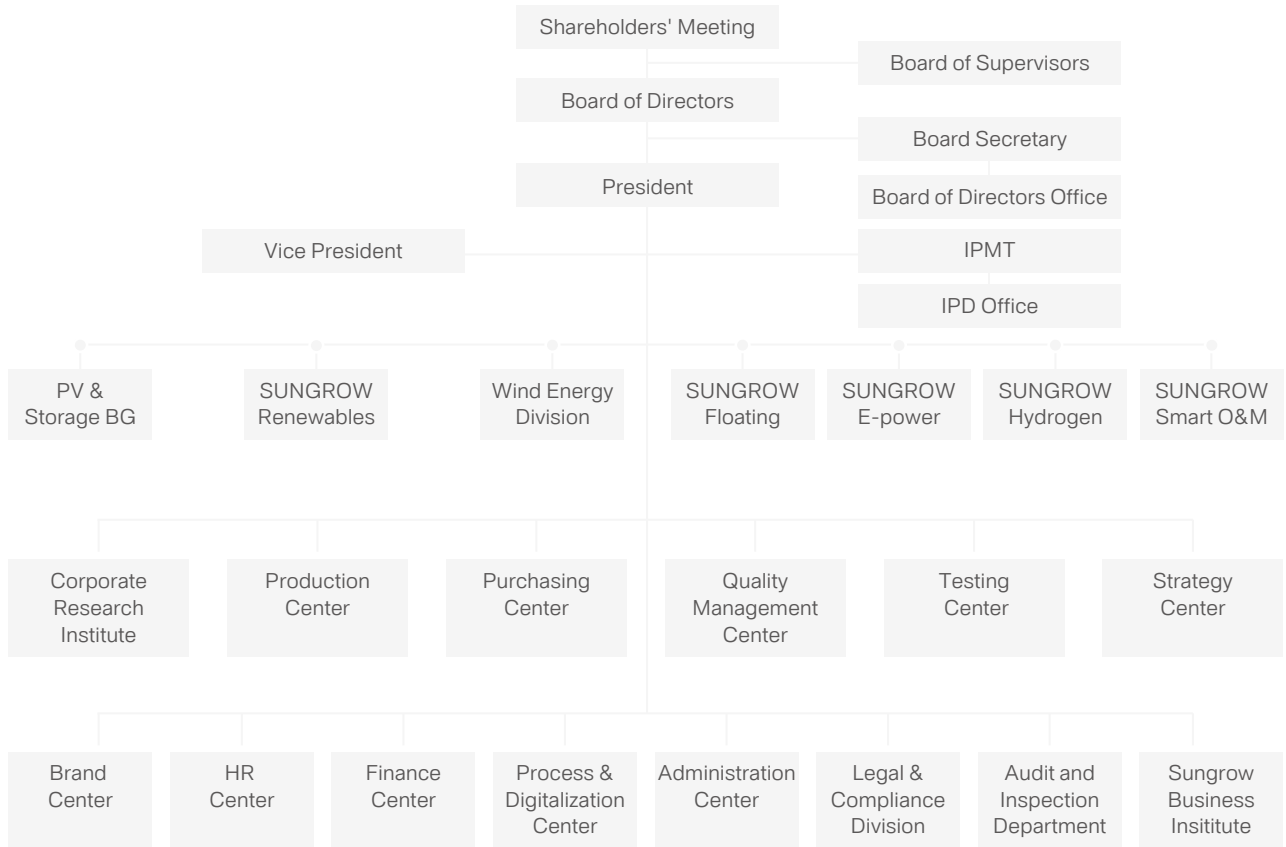 Shareholders' Meeting
Board of Supervisors
Board of Directors
Board Secretary
President
Board of Directors Office
Vice President
IPMT
IPD Office
PV &
Storage BG
SUNGROW
Renewables
Wind Energy
Division
SUNGROW
Floating
SUNGROW
E-power
SUNGROW
Hydrogen
SUNGROW
Smart O&M
Corporate
Research
Institute
Production
Center
Purchasing
Center
Quality
Management
Center
Testing
Center
Strategy
Center
Brand
Center
HR
Center
Finance
Center
Process &
Digitalization
Center
Administration
Center
Legal &
Compliance
Division
Audit and
Inspection
Department
Sungrow
Business
Insititute